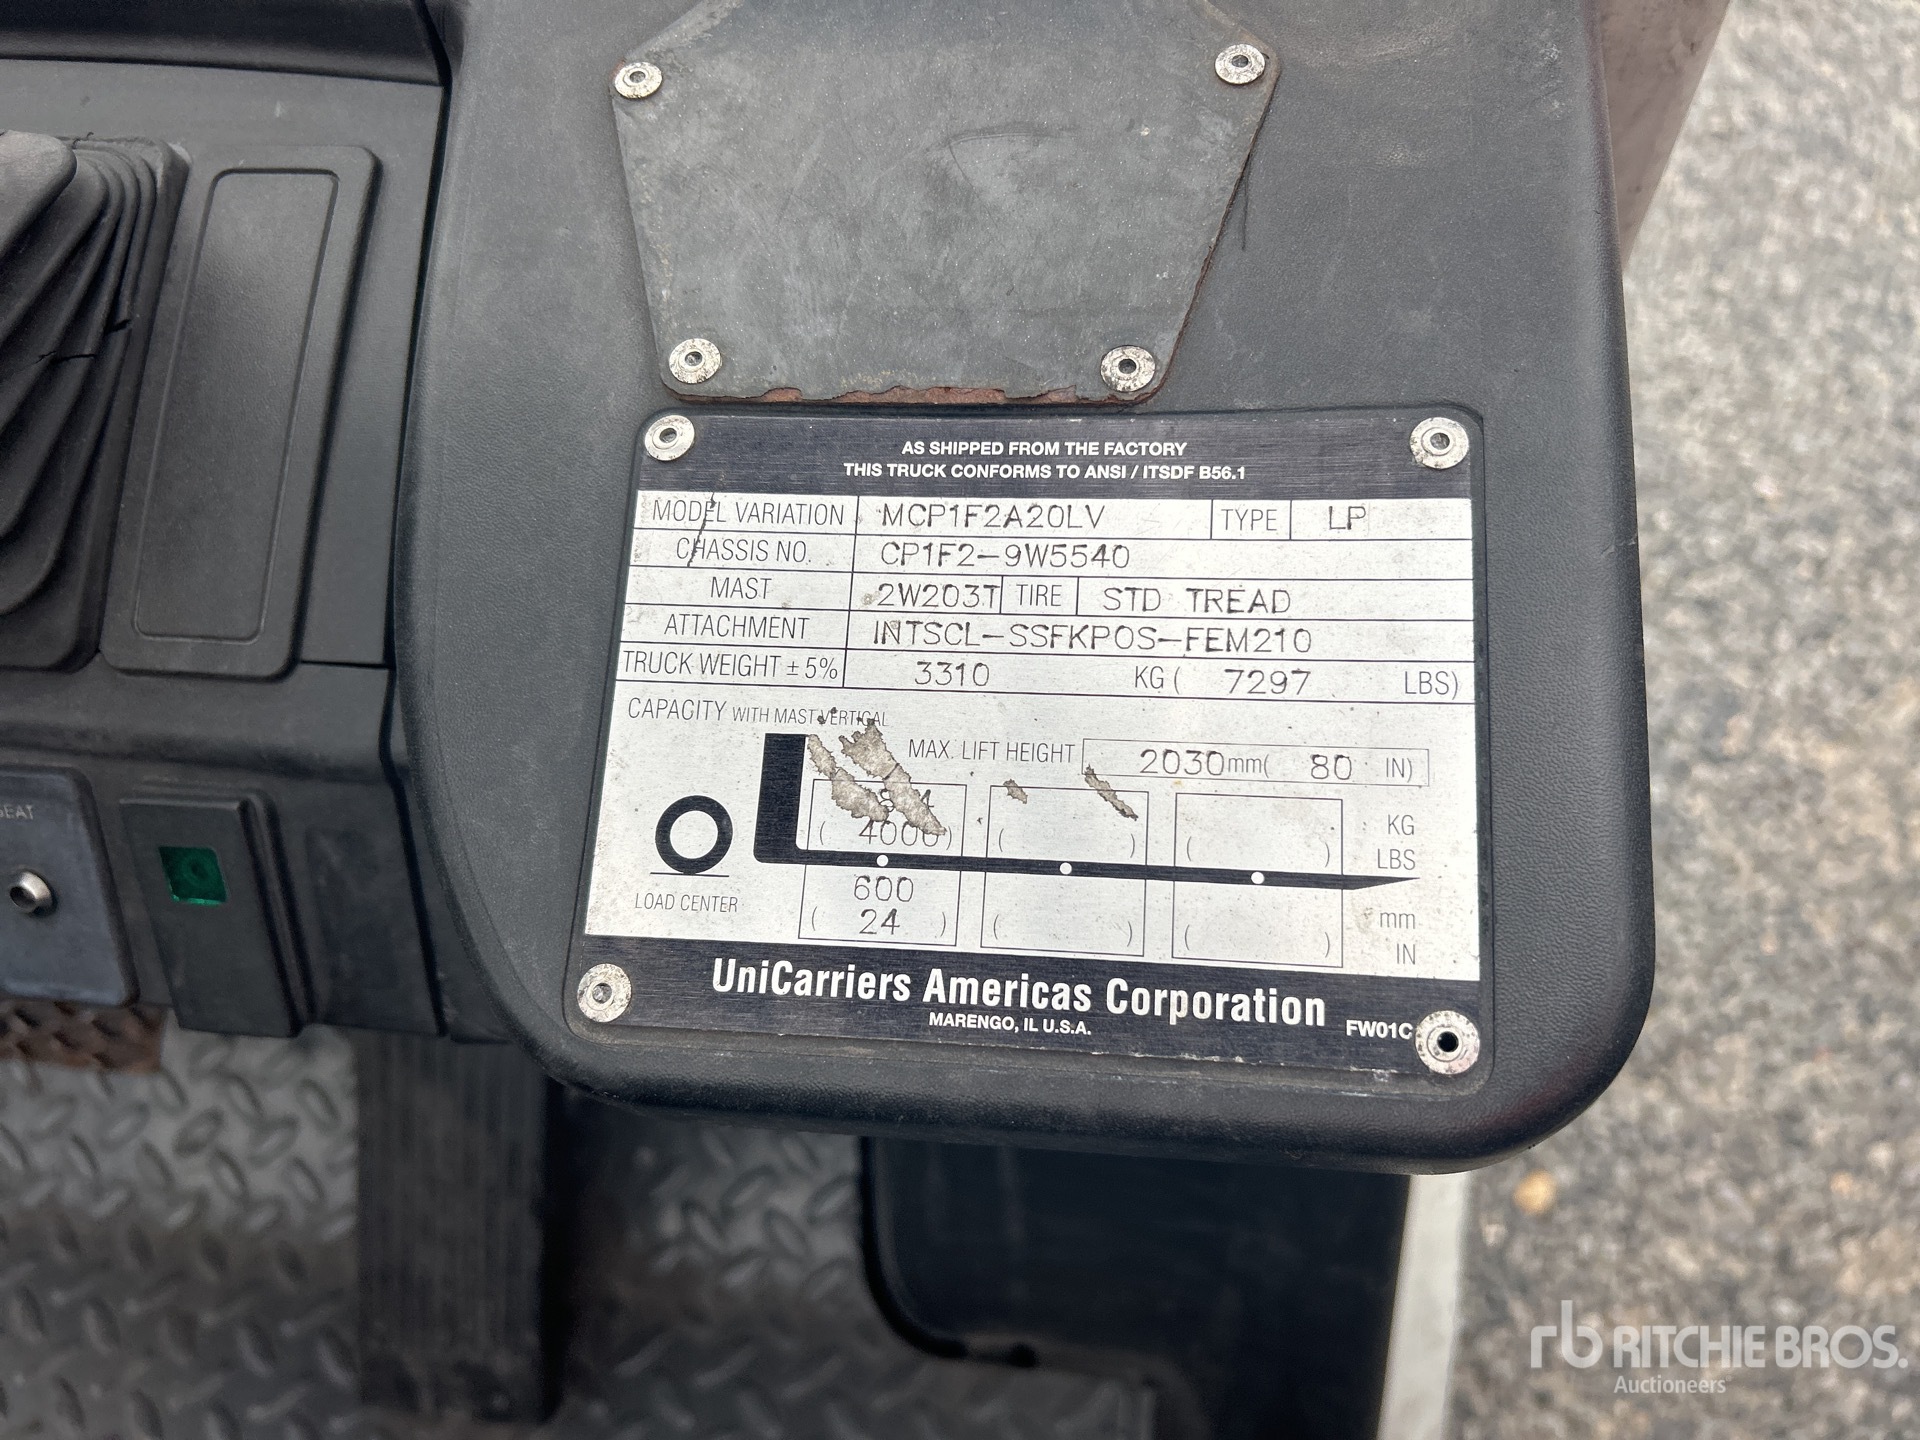 SEAT
AS SHIPPED FROM THE FACTORY
THIS TRUCK CONFORMS TO ANSI / ITSDF B56.1
MODEL VARIATION MCP1F2A20LV TYPE LP
CHASSIS NO. CP1F2-9W5540
MAST 2W203T TIRE STD TREAD
ATTACHMENT INTSCL-SSFKPOS-FEM210
TRUCK WEIGHT ± 5% 3310 KG ( 7297 LBS)
CAPACITY WITH MAST VERTICAL
MAX. LIFT HEIGHT 2030mm( 80 IN)
KG
( 4000 ) ( ) ( ) LBS
LOAD CENTER 600 mm
( 24 ) ( ) ( ) IN
UniCarriers Americas Corporation
MARENGO, IL U.S.A. FW01C
rb RITCHIE BROS.
Auctioneers